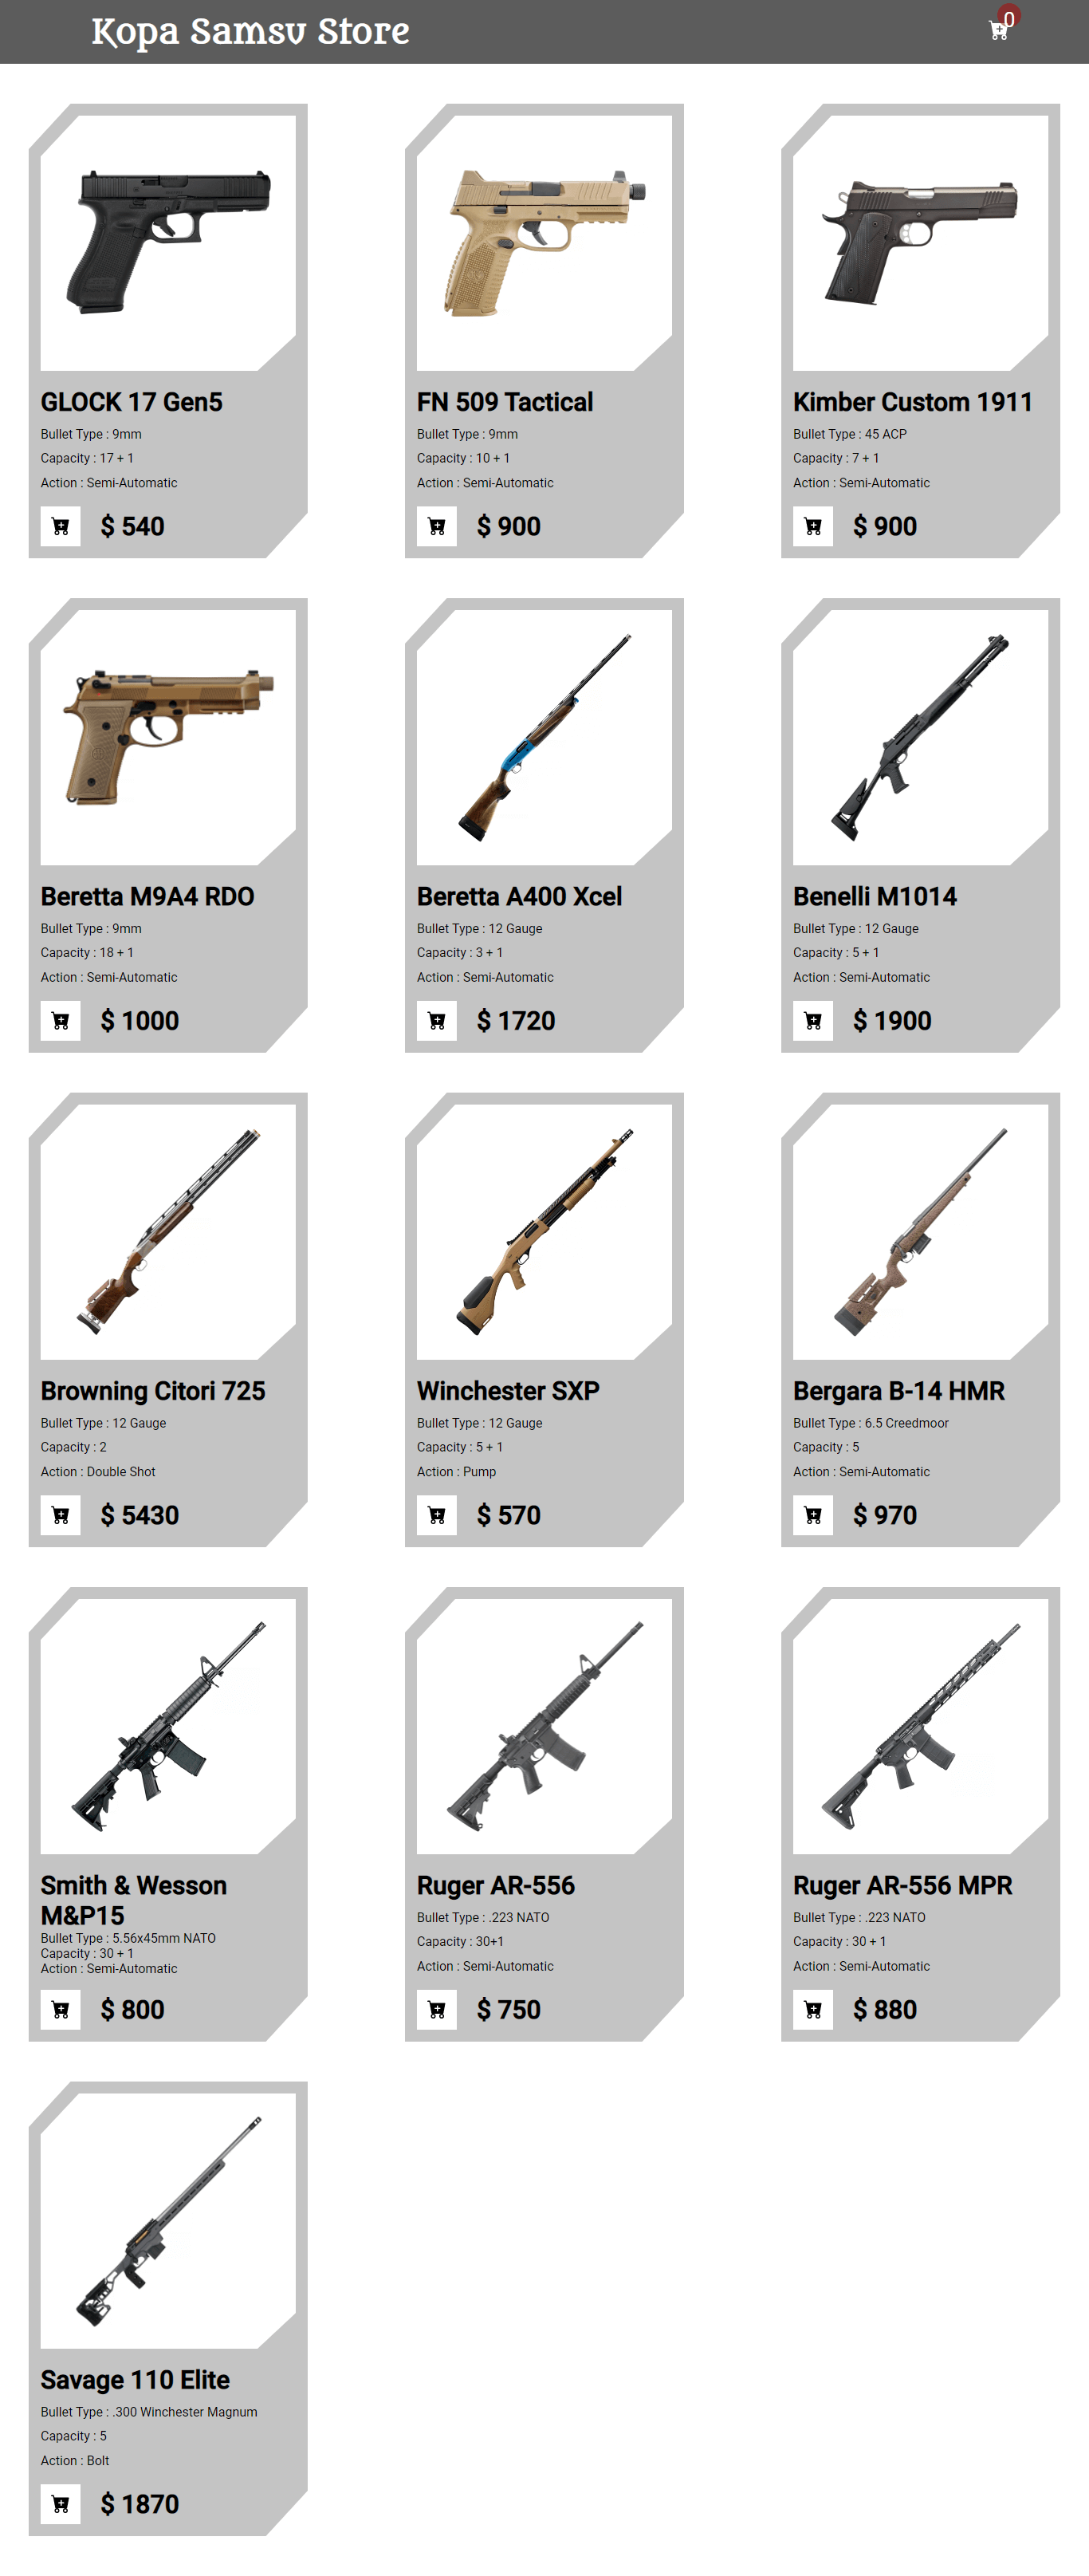 Kopa Samsu Store
0
GLOCK 17 Gen5
Bullet Type : 9mm
Capacity : 17 + 1
Action : Semi-Automatic
$ 540
FN 509 Tactical
Bullet Type : 9mm
Capacity : 10 + 1
Action : Semi-Automatic
$ 900
Kimber Custom 1911
Bullet Type : 45 ACP
Capacity : 7 + 1
Action : Semi-Automatic
$ 900
Beretta M9A4 RDO
Bullet Type : 9mm
Capacity : 18 + 1
Action : Semi-Automatic
$ 1000
Beretta A400 Xcel
Bullet Type : 12 Gauge
Capacity : 3 + 1
Action : Semi-Automatic
$ 1720
Benelli M1014
Bullet Type : 12 Gauge
Capacity : 5 + 1
Action : Semi-Automatic
$ 1900
Browning Citori 725
Bullet Type : 12 Gauge
Capacity : 2
Action : Double Shot
$ 5430
Winchester SXP
Bullet Type : 12 Gauge
Capacity : 5 + 1
Action : Pump
$ 570
Bergara B-14 HMR
Bullet Type : 6.5 Creedmoor
Capacity : 5
Action : Semi-Automatic
$ 970
Smith & Wesson
M&P15
Bullet Type : 5.56x45mm NATO
Capacity : 30 + 1
Action : Semi-Automatic
$ 800
Ruger AR-556
Bullet Type : .223 NATO
Capacity : 30+1
Action : Semi-Automatic
$ 750
Ruger AR-556 MPR
Bullet Type : .223 NATO
Capacity : 30 + 1
Action : Semi-Automatic
$ 880
Savage 110 Elite
Bullet Type : .300 Winchester Magnum
Capacity : 5
Action : Bolt
$ 1870